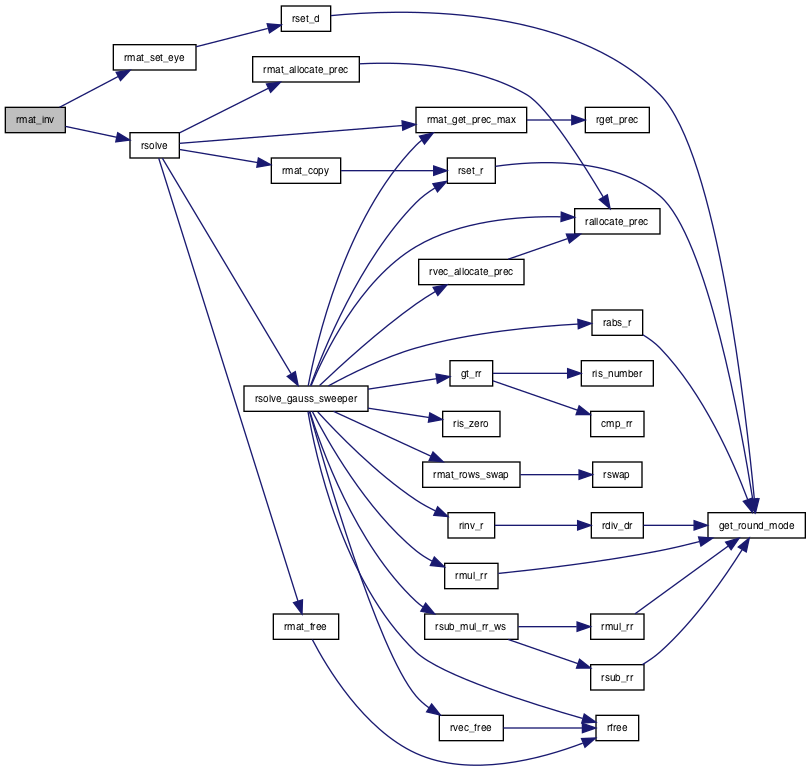 rset_d
rmat_set_eye
rmat_allocate_prec
rmat_inv
rmat_get_prec_max
rget_prec
rsolve
rmat_copy
rset_r
rallocate_prec
rvec_allocate_prec
rabs_r
gt_rr
ris_number
rsolve_gauss_sweeper
ris_zero
cmp_rr
rmat_rows_swap
rswap
rinv_r
rdiv_dr
get_round_mode
rmul_rr
rmat_free
rsub_mul_rr_ws
rmul_rr
rsub_rr
rvec_free
rfree